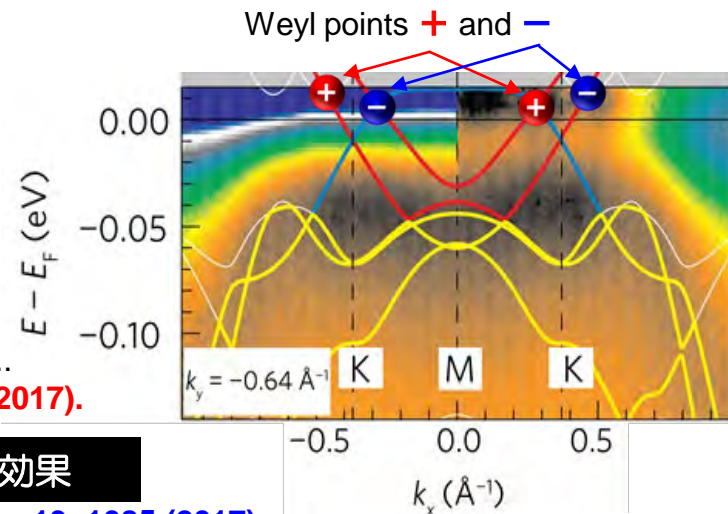 Weyl points + and −
+
−
+
−
0.00
−0.05
−0.10
E − E_F (eV)
k_y = −0.64 Å⁻¹
K
M
K
−0.5
0.0
0.5
k_x (Å⁻¹)
..
2017).
効果
(2017)